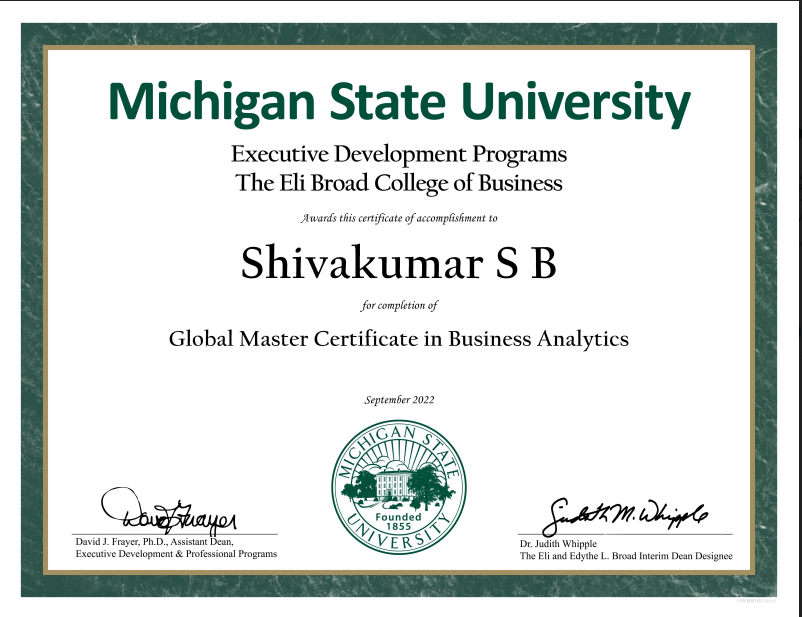 Michigan State University
Executive Development Programs
The Eli Broad College of Business
Awards this certificate of accomplishment to
Shivakumar S B
for completion of
Global Master Certificate in Business Analytics
September 2022
MICHIGAN STATE
Founded
1855
UNIVERSITY
David J. Frayer, Ph.D., Assistant Dean,
Executive Development & Professional Programs
Judith M. Whipple
Dr. Judith Whipple
The Eli and Edythe L. Broad Interim Dean Designee